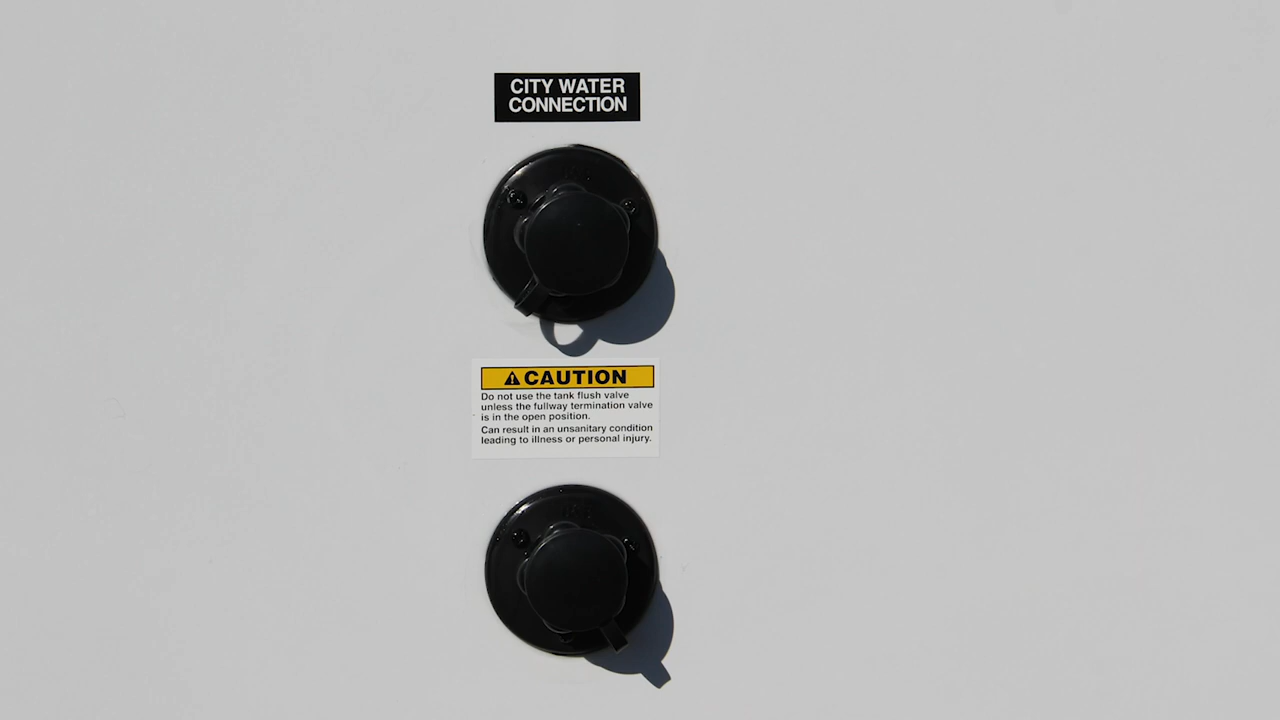 CITY WATER
CONNECTION
CAUTION
Do not use the tank flush valve
unless the fullway termination valve
is in the open position.
Can result in an unsanitary condition
leading to illness or personal injury.